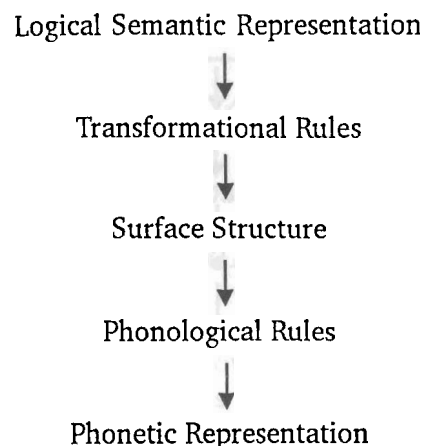 Logical Semantic Representation
Transformational Rules
Surface Structure
Phonological Rules
Phonetic Representation